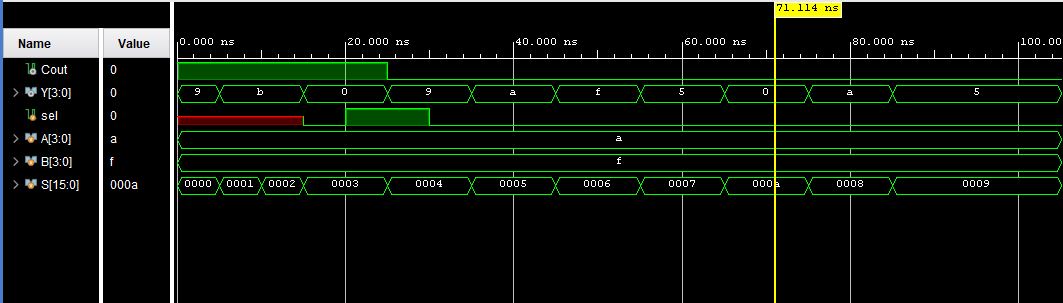 71.114 ns
Name Value 0.000 ns 20.000 ns 40.000 ns 60.000 ns 80.000 ns 100.00
Cout 0
Y[3:0] 0 9 b 0 9 a f 5 0 a 5
sel 0
A[3:0] a a
B[3:0] f f
S[15:0] 000a 0000 0001 0002 0003 0004 0005 0006 0007 000a 0008 0009